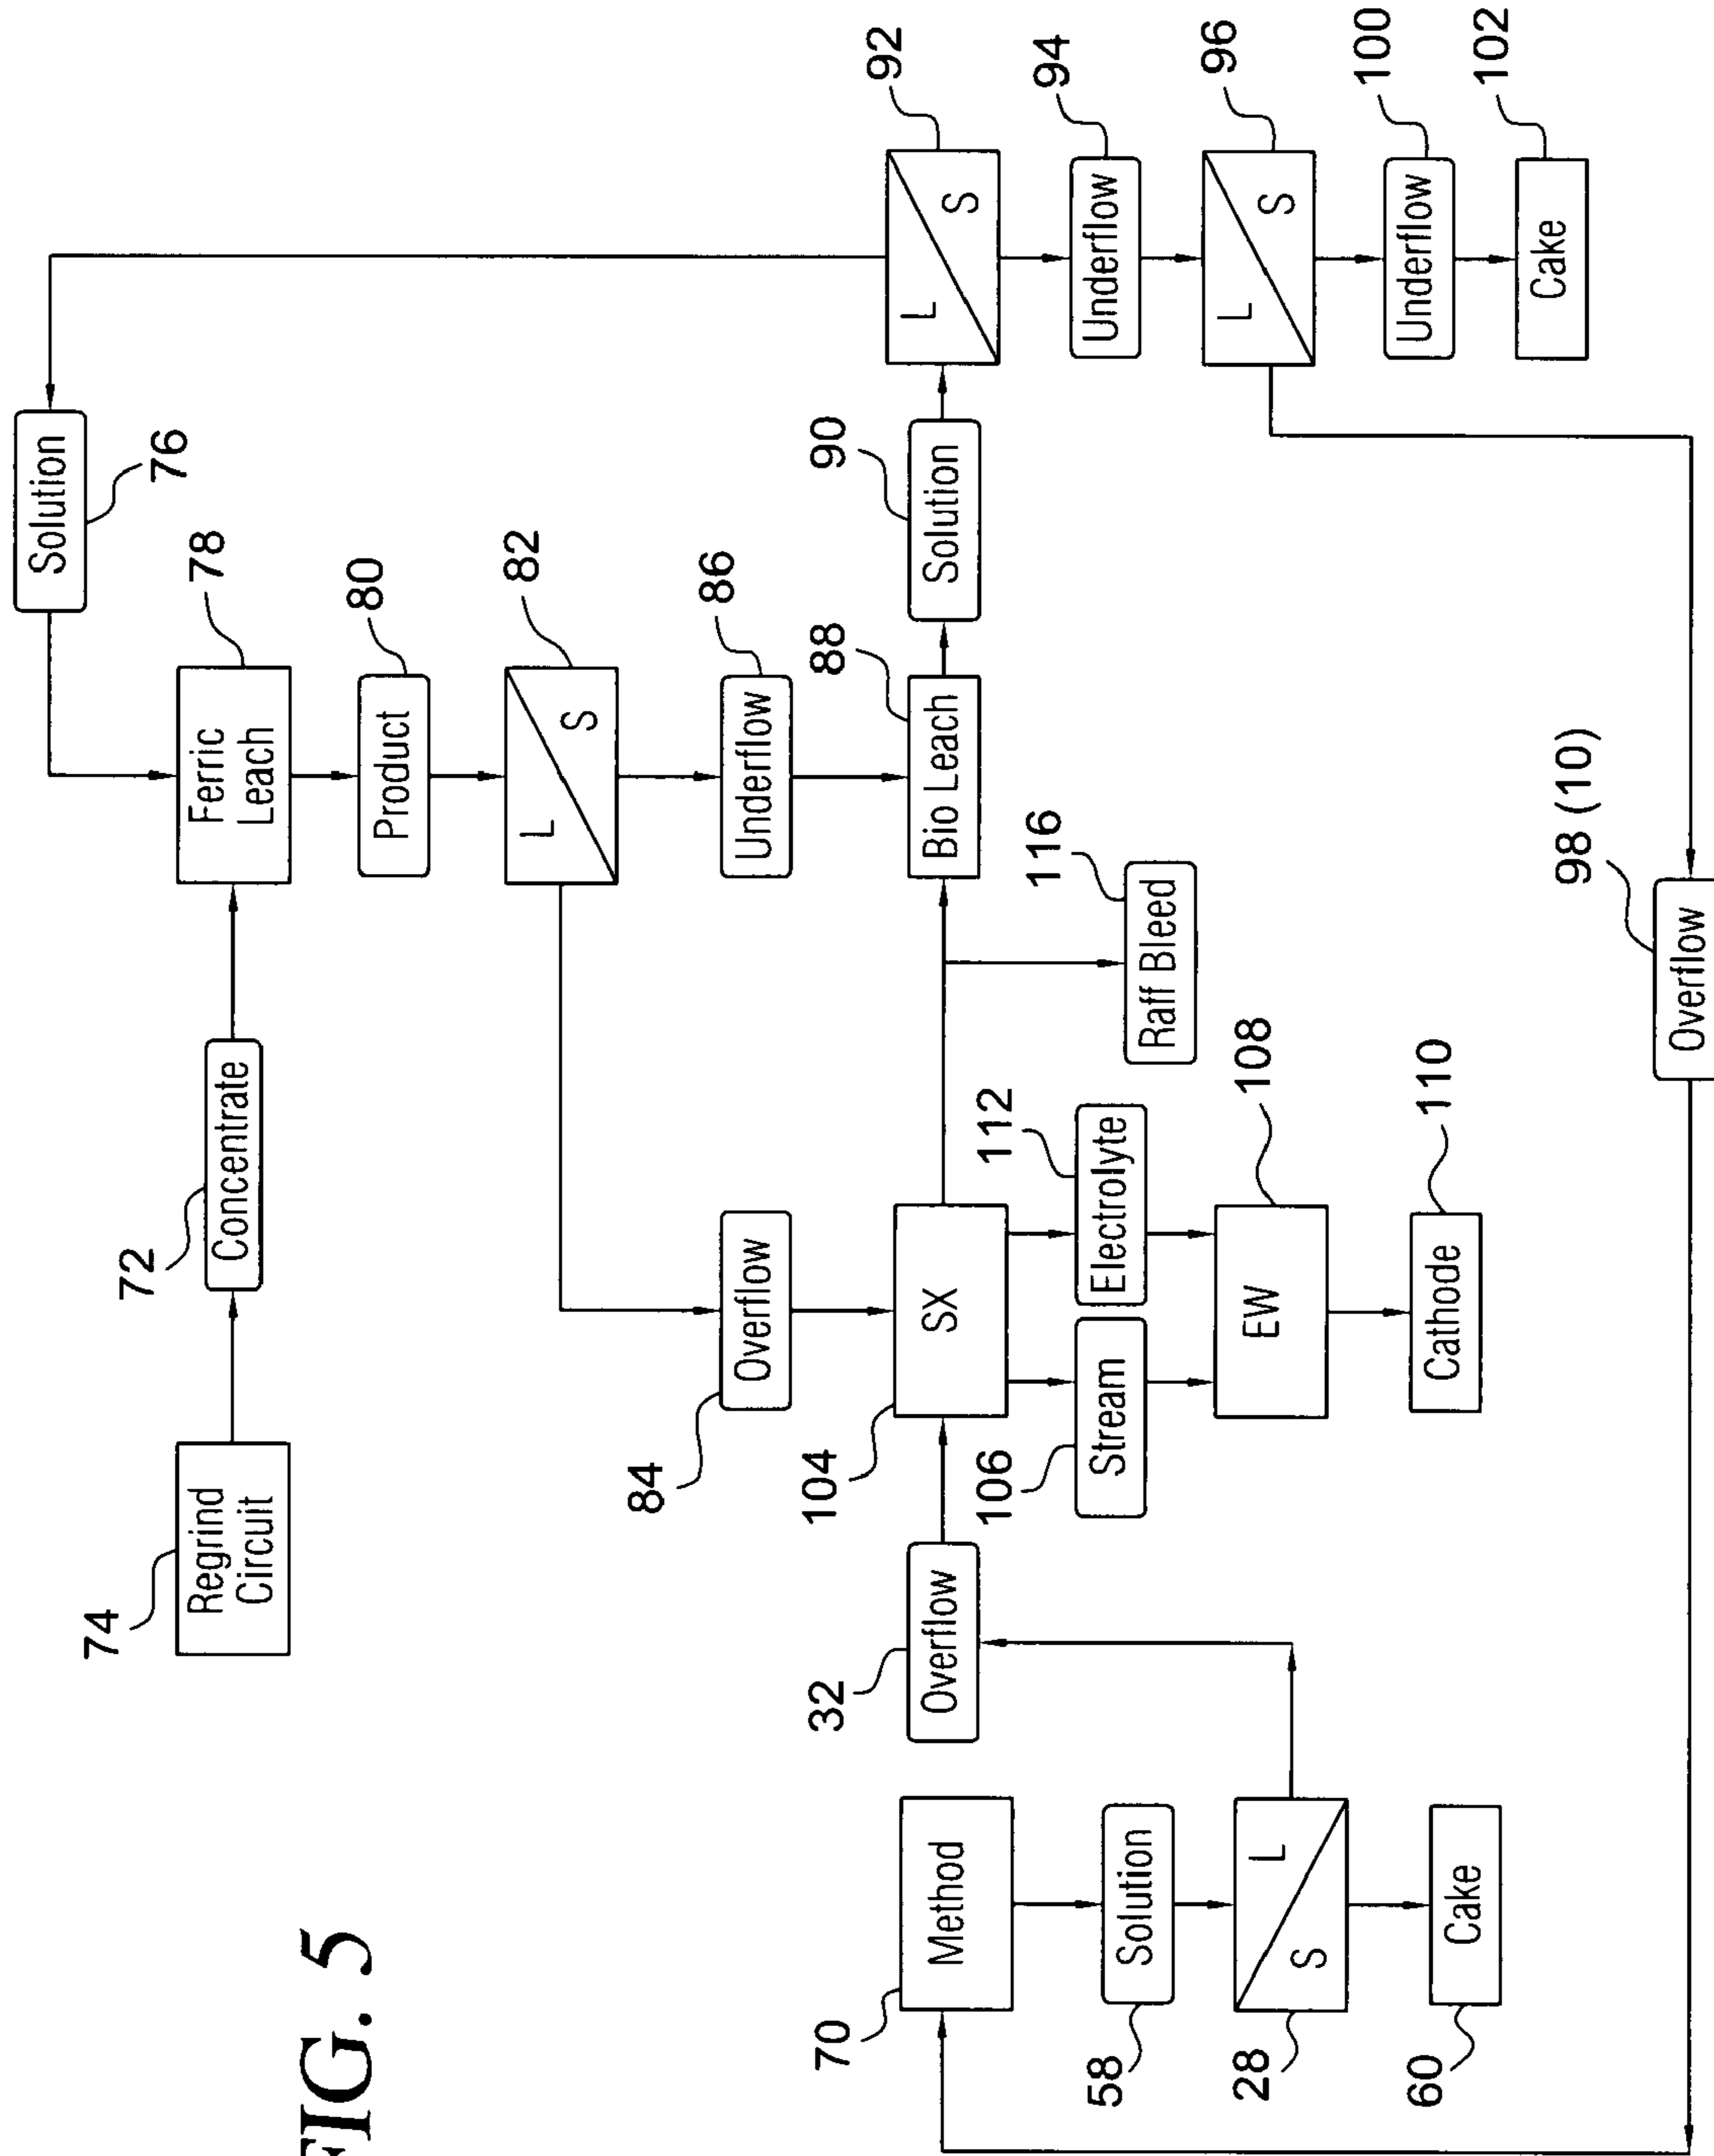 FIG. 5
74
Regrind
Circuit
72
Concentrate
Solution
76
Ferric
Leach
78
Product
80
L
S
82
Underflow
86
Overflow
84
70
Method
Solution
58
L
S
28
Cake
60
Overflow
32
SX
104
Stream
106
Electrolyte
112
EW
108
Cathode
110
Raff Bleed
116
Bio Leach
88
Solution
90
L
S
92
Underflow
94
L
S
96
Underflow
100
Cake
102
Overflow
98 (10)